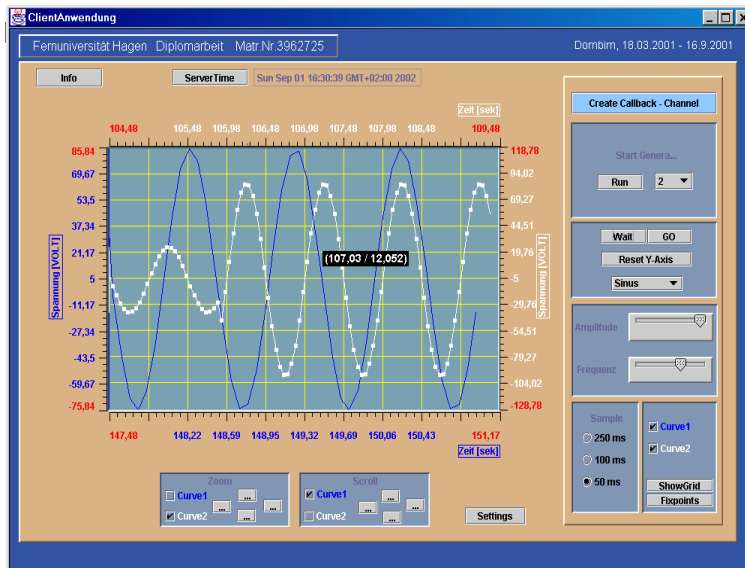 ClientAnwendung
Fernuniversität Hagen Diplomarbeit Matr.Nr.3962725
Dornbirn, 18.03.2001 - 16.9.2001
Info
ServerTime
Sun Sep 01 16:30:39 GMT+02:00 2002
Zeit [sek]
104,48 105,48 105,98 106,48 106,98 107,48 107,98 108,48 109,48
85,84
69,67
53,5
37,34
21,17
5
-11,17
-27,34
-43,5
-59,67
-75,84
Spannung [VOLT]
(107,03 / 12,052)
118,78
94,02
69,27
44,51
19,76
-5
-29,76
-54,51
-79,27
-104,02
-128,78
Spannung [VOLT]
147,48 148,22 148,59 148,95 149,32 149,69 150,06 150,43 151,17
Zeit [sek]
Zoom
Curve1
Curve2
...
...
...
...
Scroll
Curve1
Curve2
...
...
...
...
Settings
Create Callback - Channel
Start Genera...
Run
2
Wait
GO
Reset Y-Axis
Sinus
Amplitude
Frequenz
Sample
250 ms
100 ms
50 ms
Curve1
Curve2
ShowGrid
Fixpoints